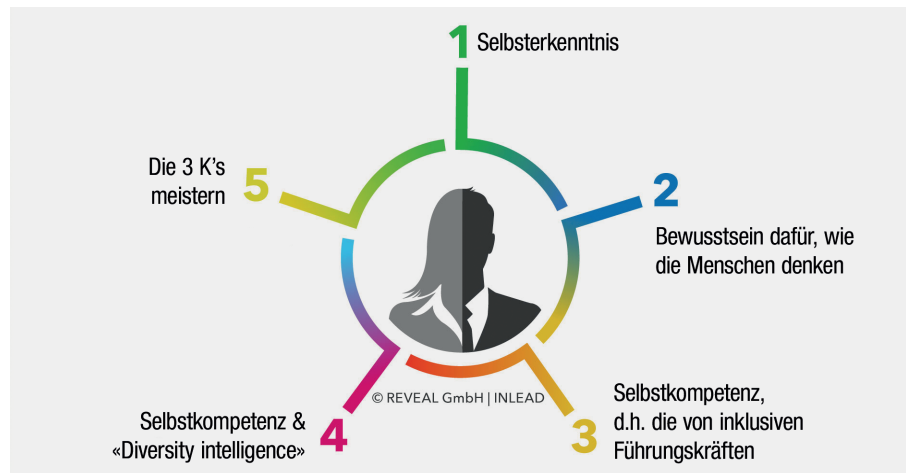 1 Selbsterkenntnis
2
Bewusstsein dafür, wie
die Menschen denken
3
Selbstkompetenz,
d.h. die von inklusiven
Führungskräften
4
Selbstkompetenz &
«Diversity intelligence»
5
Die 3 K's
meistern
© REVEAL GmbH | INLEAD